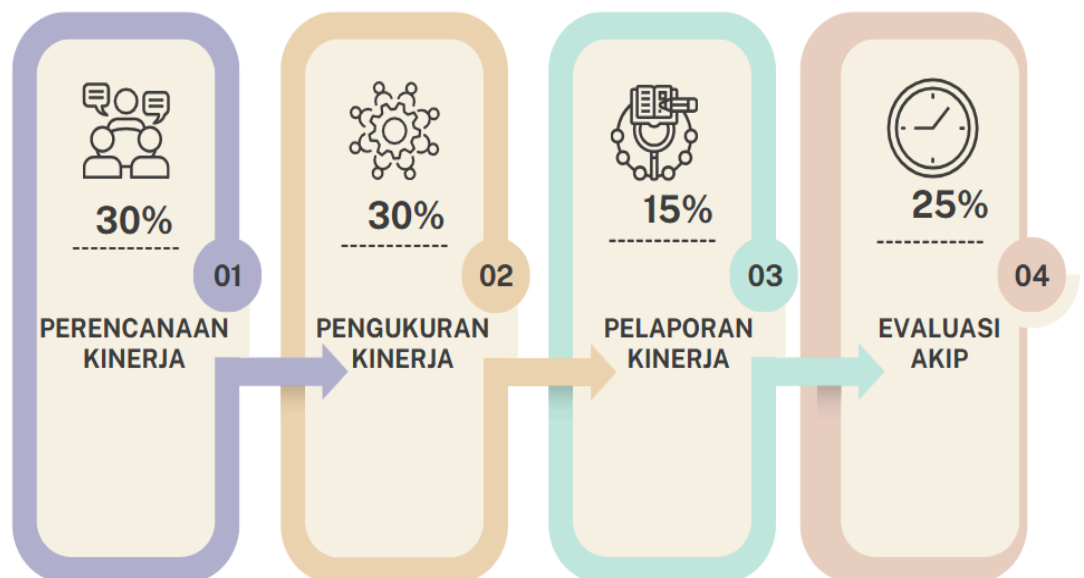 30%
01
PERENCANAAN
KINERJA
30%
02
PENGUKURAN
KINERJA
15%
03
PELAPORAN
KINERJA
25%
04
EVALUASI
AKIP